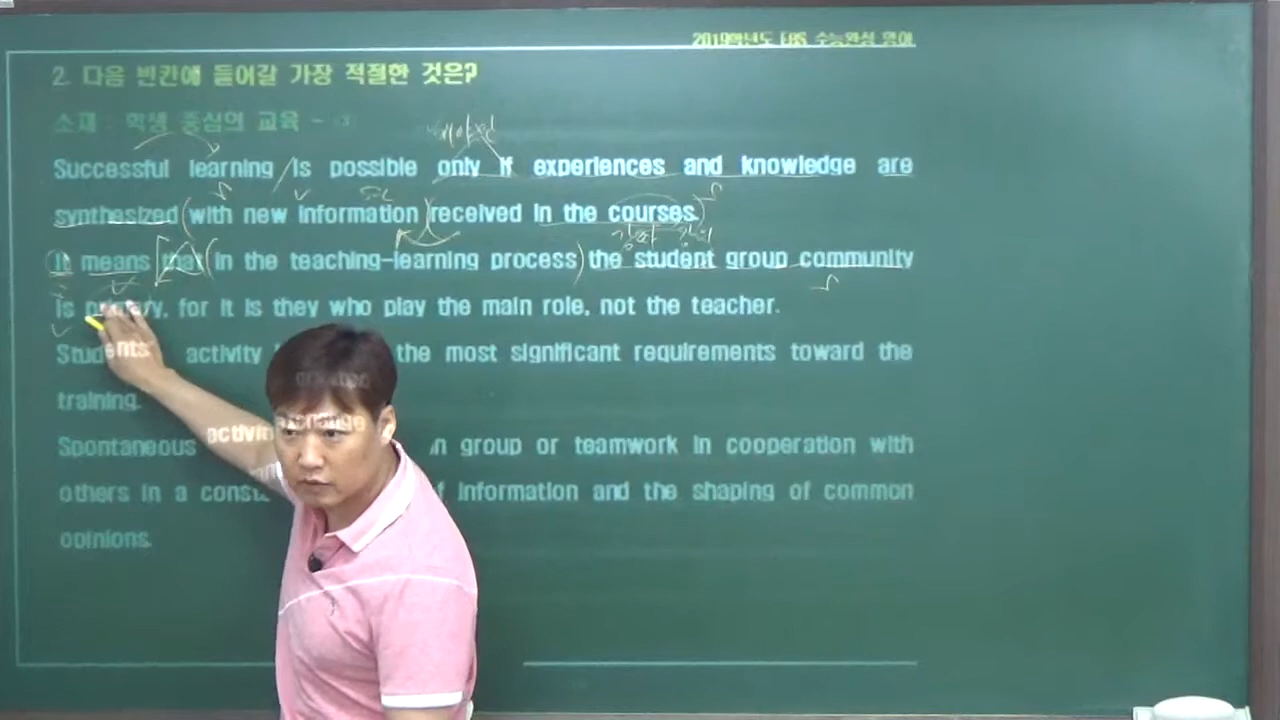 2019학년도 EBS 수능완성 영어
2. 다음 빈칸에 들어갈 가장 적절한 것은?
소재 : 학생 중심의 교육 -
Successful learning is possible only if experiences and knowledge are
synthesized with new information received in the courses.
강화 강의
It means that in the teaching-learning process the student group community
is primary, for it is they who play the main role, not the teacher.
Students' activity the most significant requirements toward the
training.
Spontaneous in group or teamwork in cooperation with
others in a of information and the shaping of common
opinions.